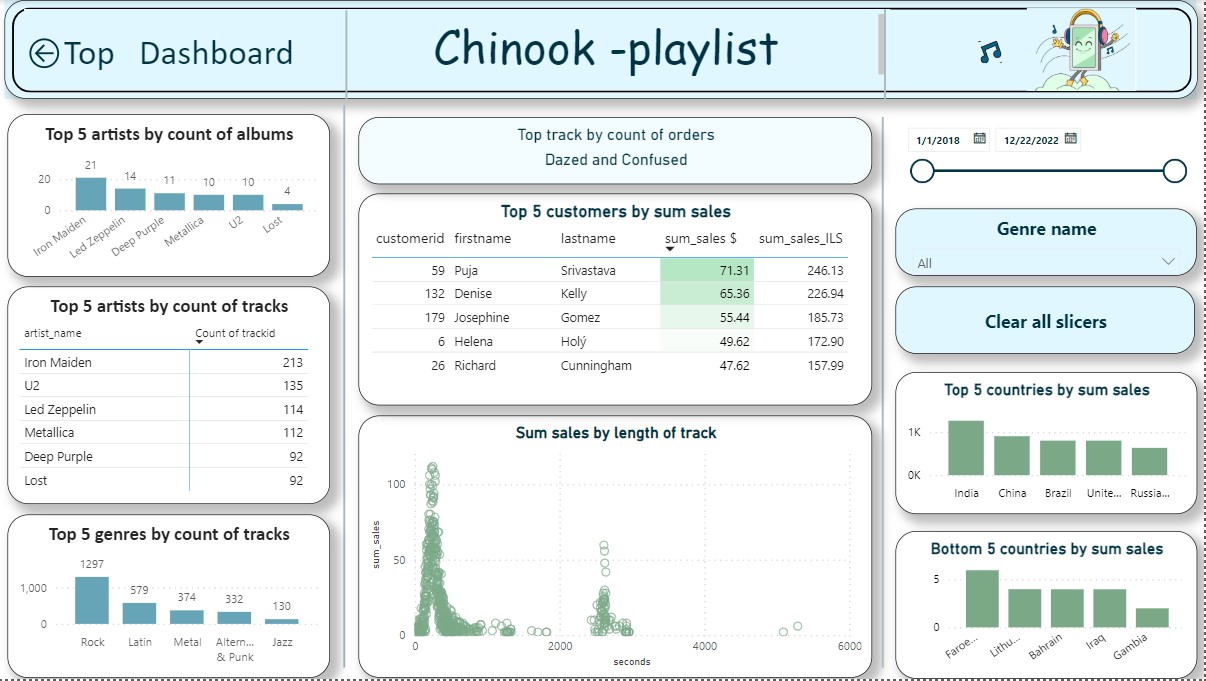 Top Dashboard
Chinook -playlist
Top 5 artists by count of albums
20
0
21
14
11
10
10
4
Iron Maiden
Led Zeppelin
Deep Purple
Metallica
U2
Lost
Top 5 artists by count of tracks
artist_name Count of trackid
Iron Maiden 213
U2 135
Led Zeppelin 114
Metallica 112
Deep Purple 92
Lost 92
Top 5 genres by count of tracks
1,000
0
1297
579
374
332
130
Rock
Latin
Metal
Altern...
& Punk
Jazz
Top track by count of orders
Dazed and Confused
Top 5 customers by sum sales
customerid firstname lastname sum_sales $ sum_sales_ILS
59 Puja Srivastava 71.31 246.13
132 Denise Kelly 65.36 226.94
179 Josephine Gomez 55.44 185.73
6 Helena Holý 49.62 172.90
26 Richard Cunningham 47.62 157.99
Sum sales by length of track
sum_sales
100
50
0
0 2000 4000 6000
seconds
1/1/2018 12/22/2022
Genre name
All
Clear all slicers
Top 5 countries by sum sales
1K
0K
India China Brazil Unite... Russia...
Bottom 5 countries by sum sales
5
0
Faroe...
Lithu...
Bahrain
Iraq
Gambia